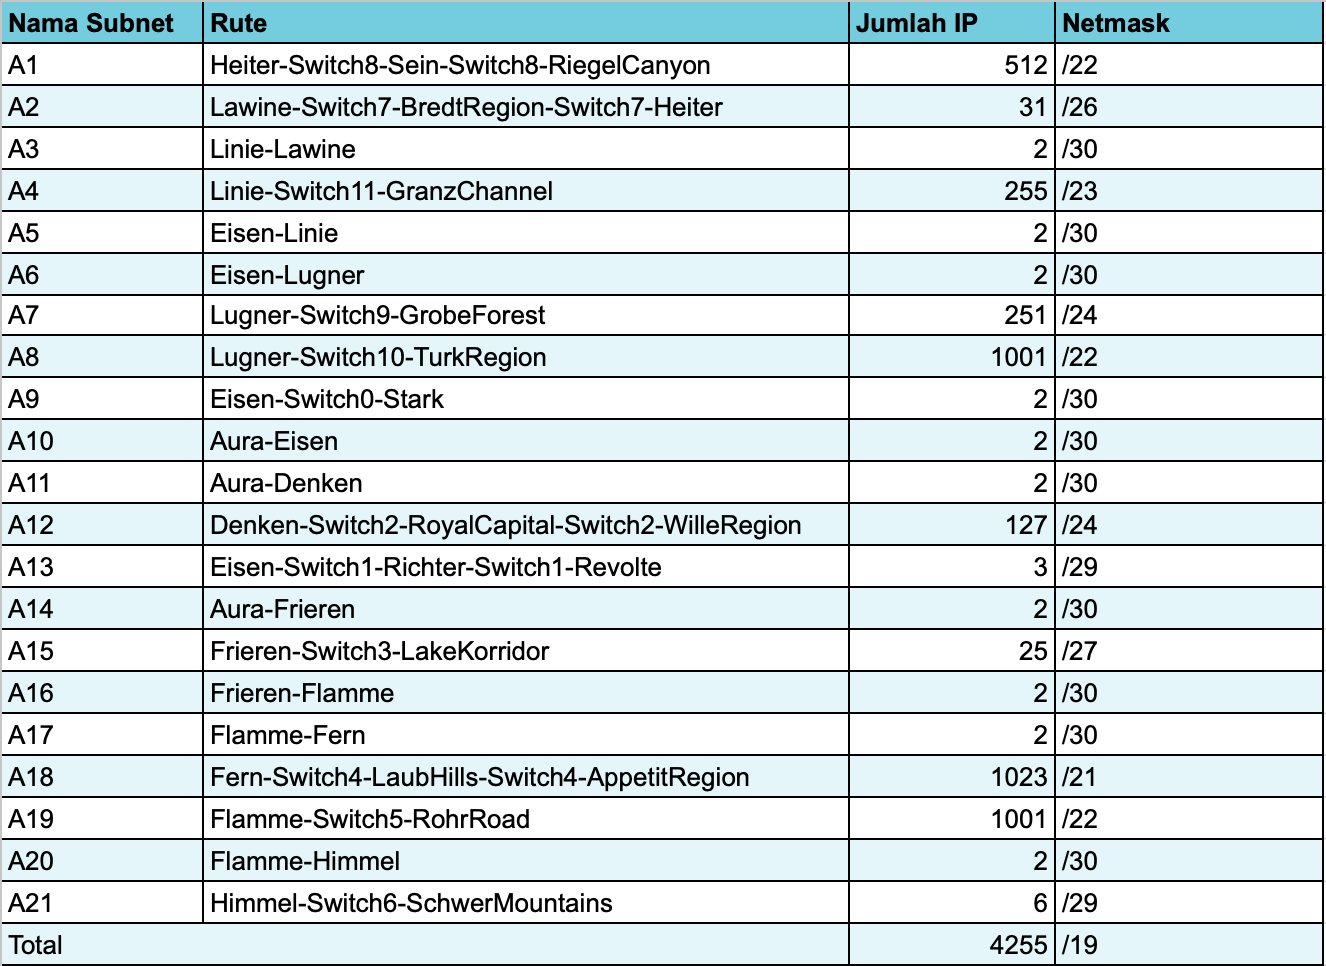 Nama Subnet Rute Jumlah IP Netmask
A1 Heiter-Switch8-Sein-Switch8-RiegelCanyon 512 /22
A2 Lawine-Switch7-BredtRegion-Switch7-Heiter 31 /26
A3 Linie-Lawine 2 /30
A4 Linie-Switch11-GranzChannel 255 /23
A5 Eisen-Linie 2 /30
A6 Eisen-Lugner 2 /30
A7 Lugner-Switch9-GrobeForest 251 /24
A8 Lugner-Switch10-TurkRegion 1001 /22
A9 Eisen-Switch0-Stark 2 /30
A10 Aura-Eisen 2 /30
A11 Aura-Denken 2 /30
A12 Denken-Switch2-RoyalCapital-Switch2-WilleRegion 127 /24
A13 Eisen-Switch1-Richter-Switch1-Revolte 3 /29
A14 Aura-Frieren 2 /30
A15 Frieren-Switch3-LakeKorridor 25 /27
A16 Frieren-Flamme 2 /30
A17 Flamme-Fern 2 /30
A18 Fern-Switch4-LaubHills-Switch4-AppetitRegion 1023 /21
A19 Flamme-Switch5-RohrRoad 1001 /22
A20 Flamme-Himmel 2 /30
A21 Himmel-Switch6-SchwerMountains 6 /29
Total 4255 /19